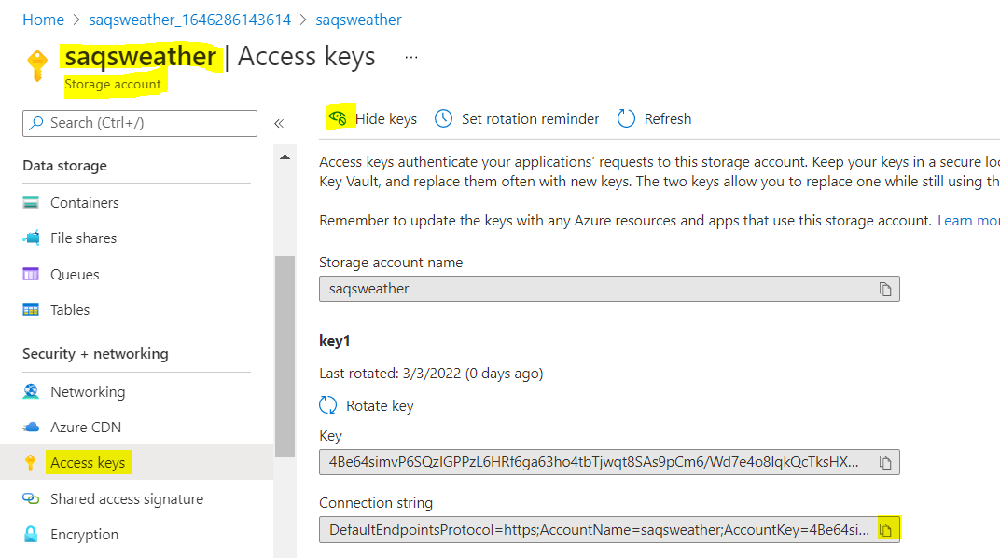 Home > saqsweather_1646286143614 > saqsweather
saqsweather | Access keys ...
Storage account
Search (Ctrl+/)
«
Data storage
Containers
File shares
Queues
Tables
Security + networking
Networking
Azure CDN
Access keys
Shared access signature
Encryption
Hide keys Set rotation reminder Refresh
Access keys authenticate your applications’ requests to this storage account. Keep your keys in a secure lo
Key Vault, and replace them often with new keys. The two keys allow you to replace one while still using th
Remember to update the keys with any Azure resources and apps that use this storage account. Learn mo
Storage account name
saqsweather
key1
Last rotated: 3/3/2022 (0 days ago)
Rotate key
Key
4Be64simvP6SQzIGPPzL6HRf6ga63ho4tbTjwqt8SAs9pCm6/Wd7e4o8lqkQcTksHX...
Connection string
DefaultEndpointsProtocol=https;AccountName=saqsweather;AccountKey=4Be64si...